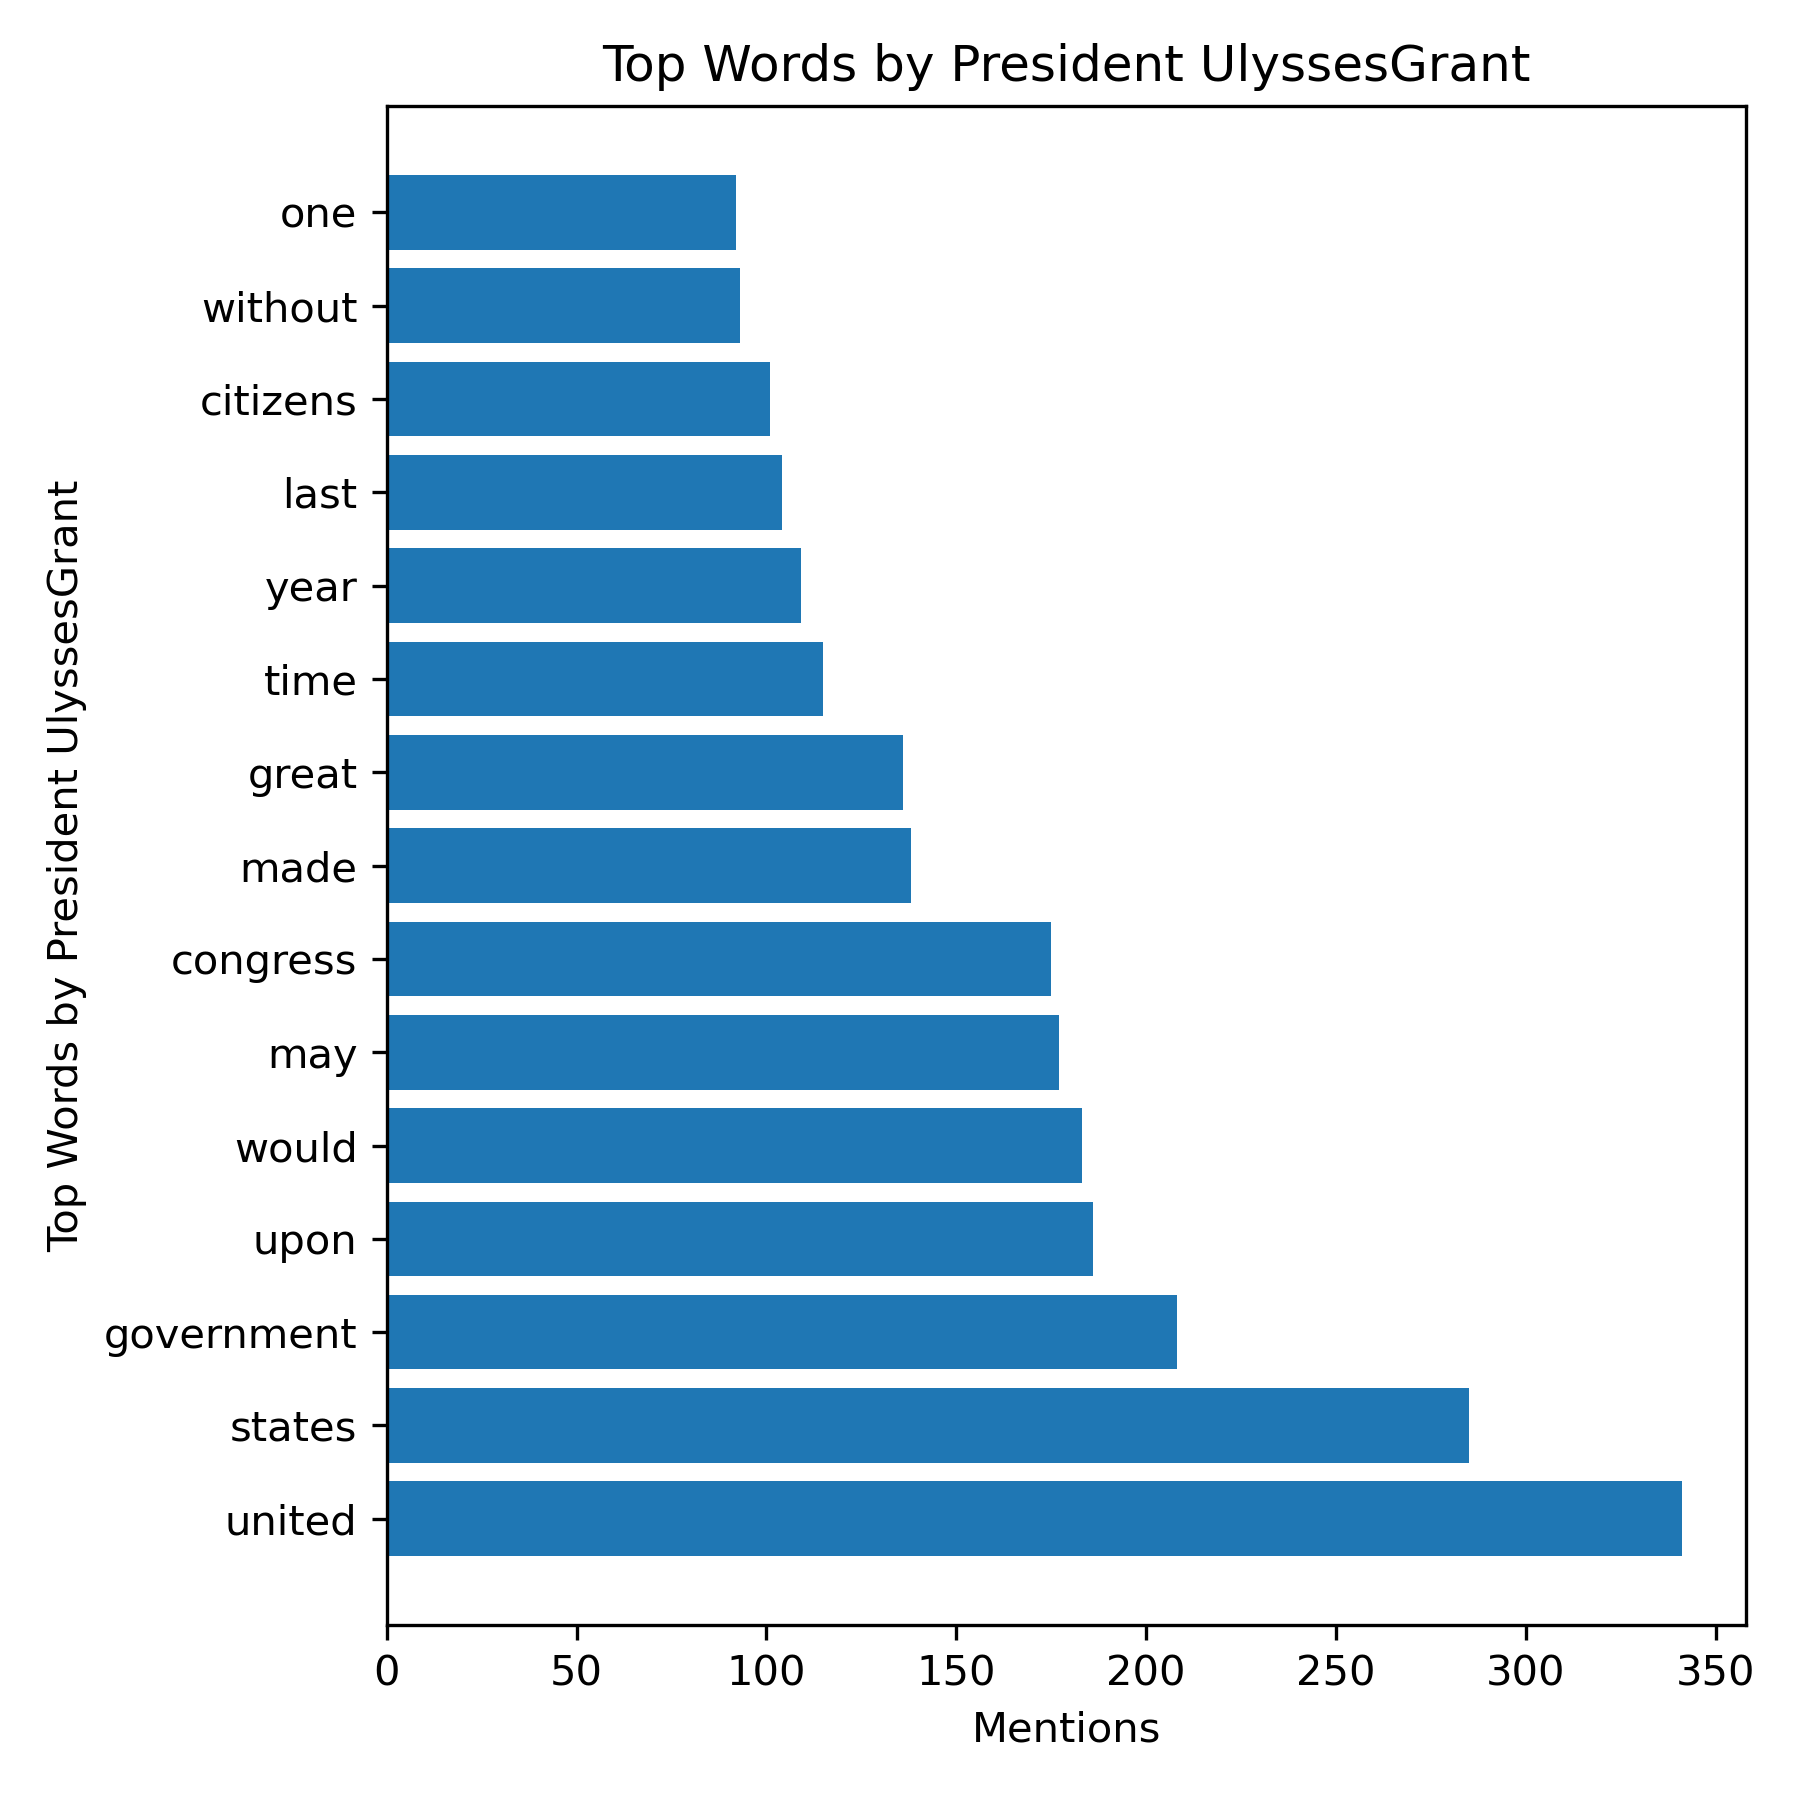 Top Words by President UlyssesGrant
Top Words by President UlyssesGrant
one
without
citizens
last
year
time
great
made
congress
may
would
upon
government
states
united
0 50 100 150 200 250 300 350
Mentions